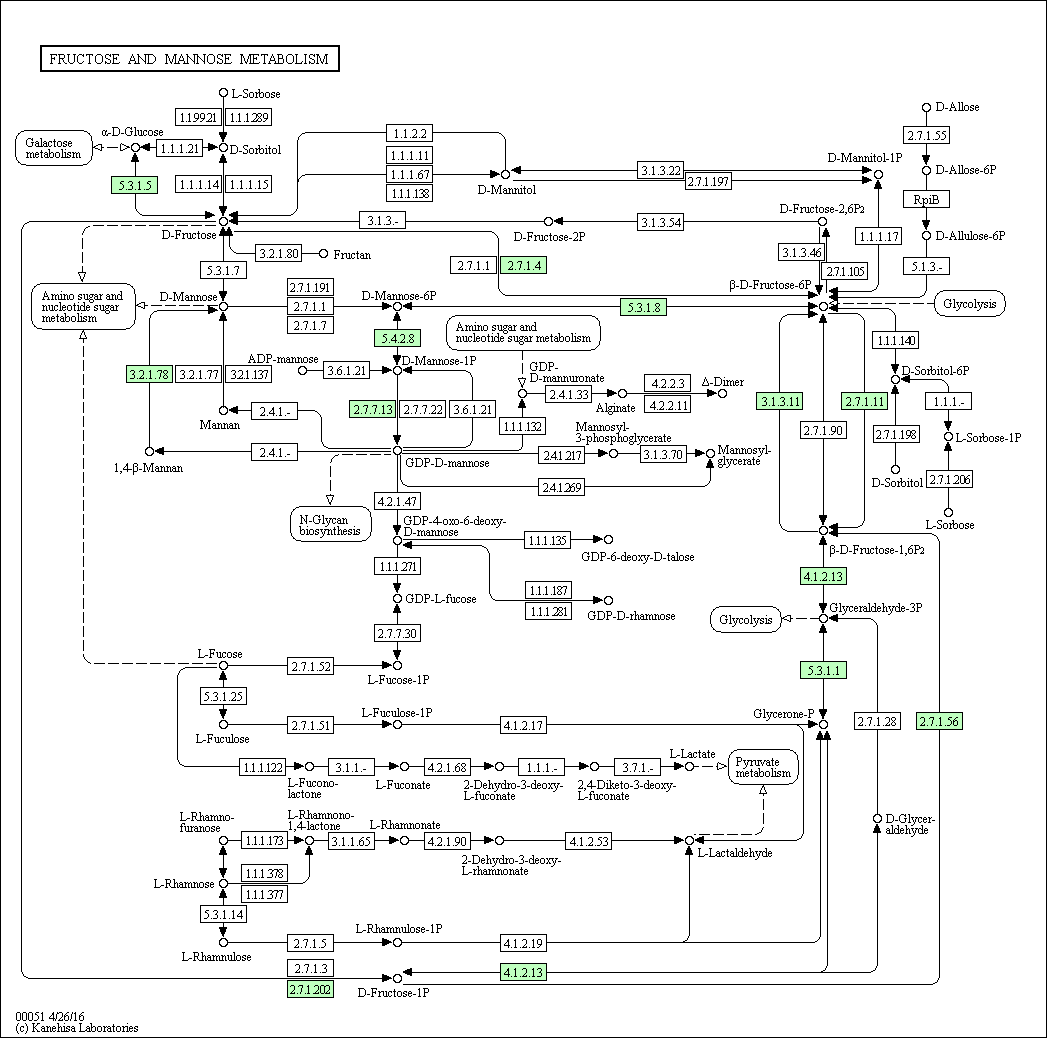 FRUCTOSE AND MANNOSE METABOLISM
L-Sorbose
D-Allose
1.1.99.21
1.1.1.289
α-D-Glucose
2.7.1.55
1.1.2.2
Galactose
metabolism
1.1.1.21
D-Sorbitol
1.1.1.11
D-Mannitol-1P
3.1.3.22
D-Allose-6P
1.1.1.67
2.7.1.197
5.3.1.5
1.1.1.14
1.1.1.15
1.1.1.138
D-Mannitol
RpiB
D-Fructose-2,6P2
3.1.3.-
3.1.3.54
D-Fructose
D-Fructose-2P
1.1.1.17
D-Allulose-6P
3.2.1.80
Fructan
3.1.3.46
2.7.1.1
2.7.1.4
5.1.3.-
5.3.1.7
2.7.1.105
2.7.1.191
β-D-Fructose-6P
Amino sugar and
nucleotide sugar
metabolism
D-Mannose
D-Mannose-6P
2.7.1.1
5.3.1.8
Glycolysis
2.7.1.7
Amino sugar and
nucleotide sugar metabolism
5.4.2.8
1.1.1.140
ADP-mannose
D-Mannose-1P
GDP-
D-mannuronate
3.2.1.78
3.2.1.77
3.2.1.137
3.6.1.21
D-Sorbitol-6P
4.2.2.3
Δ-Dimer
2.4.1.33
2.4.1.-
Mannan
2.7.7.13
2.7.7.22
3.6.1.21
Alginate
4.2.2.11
3.1.3.11
2.7.1.11
1.1.1.-
1.1.1.132
Mannosyl-
3-phosphoglycerate
2.7.1.90
2.7.1.198
L-Sorbose-1P
2.4.1.-
1,4-β-Mannan
GDP-D-mannose
2.4.1.217
3.1.3.70
Mannosyl-
glycerate
D-Sorbitol
2.7.1.206
2.4.1.269
4.2.1.47
N-Glycan
biosynthesis
GDP-4-oxo-6-deoxy-
D-mannose
L-Sorbose
1.1.1.135
GDP-6-deoxy-D-talose
β-D-Fructose-1,6P2
1.1.1.271
4.1.2.13
1.1.1.187
GDP-L-fucose
1.1.1.281
GDP-D-rhamnose
Glyceraldehyde-3P
Glycolysis
2.7.7.30
L-Fucose
2.7.1.52
L-Fucose-1P
5.3.1.1
5.3.1.25
L-Fuculose-1P
Glycerone-P
2.7.1.51
4.1.2.17
2.7.1.28
2.7.1.56
L-Fuculose
L-Lactate
1.1.1.122
3.1.1.-
4.2.1.68
1.1.1.-
3.7.1.-
Pyruvate
metabolism
L-Fucono-
lactone
L-Fuconate
2-Dehydro-3-deoxy-
L-fuconate
2,4-Diketo-3-deoxy-
L-fuconate
L-Rhamno-
furanose
L-Rhamnono-
1,4-lactone
L-Rhamnonate
D-Glycer-
aldehyde
1.1.1.173
3.1.1.65
4.2.1.90
4.2.1.53
L-Lactaldehyde
2-Dehydro-3-deoxy-
L-rhamnonate
1.1.1.378
L-Rhamnose
1.1.1.377
5.3.1.14
L-Rhamnulose-1P
2.7.1.5
4.1.2.19
L-Rhamnulose
2.7.1.3
4.1.2.13
2.7.1.202
D-Fructose-1P
00051 4/26/16
(c) Kanehisa Laboratories